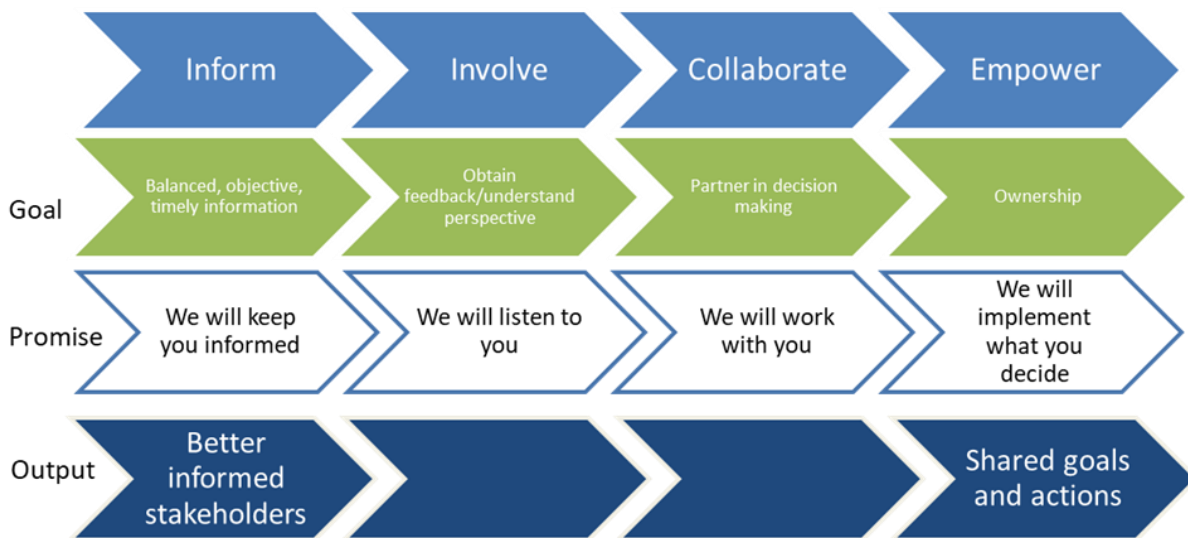 Inform
Involve
Collaborate
Empower
Goal
Balanced, objective,
timely information
Obtain
feedback/understand
perspective
Partner in decision
making
Ownership
Promise
We will keep
you informed
We will listen to
you
We will work
with you
We will
implement
what you
decide
Output
Better
informed
stakeholders
Shared goals
and actions